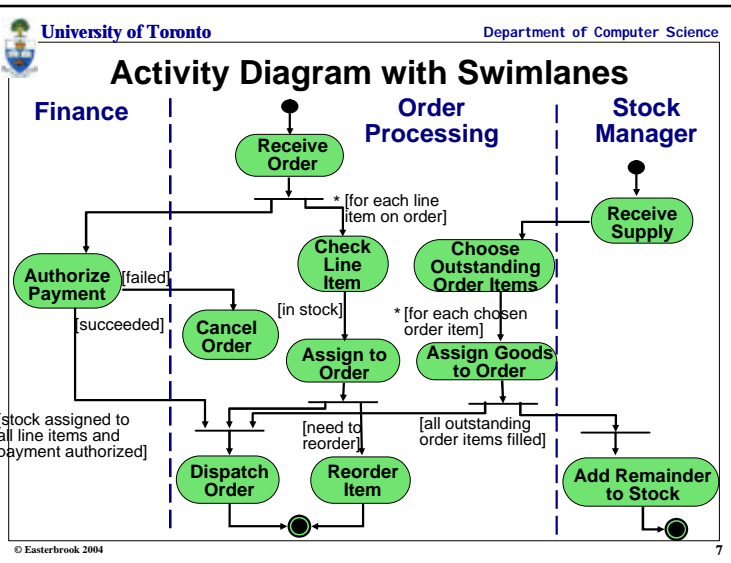 University of Toronto
Department of Computer Science
Activity Diagram with Swimlanes
Finance
Order
Processing
Stock
Manager
Receive
Order
* [for each line
item on order]
Receive
Supply
Authorize
Payment
[failed]
[succeeded]
Cancel
Order
Check
Line
Item
[in stock]
Choose
Outstanding
Order Items
* [for each chosen
order item]
Assign to
Order
Assign Goods
to Order
[stock assigned to
all line items and
payment authorized]
[need to
reorder]
[all outstanding
order items filled]
Dispatch
Order
Reorder
Item
Add Remainder
to Stock
© Easterbrook 2004
7